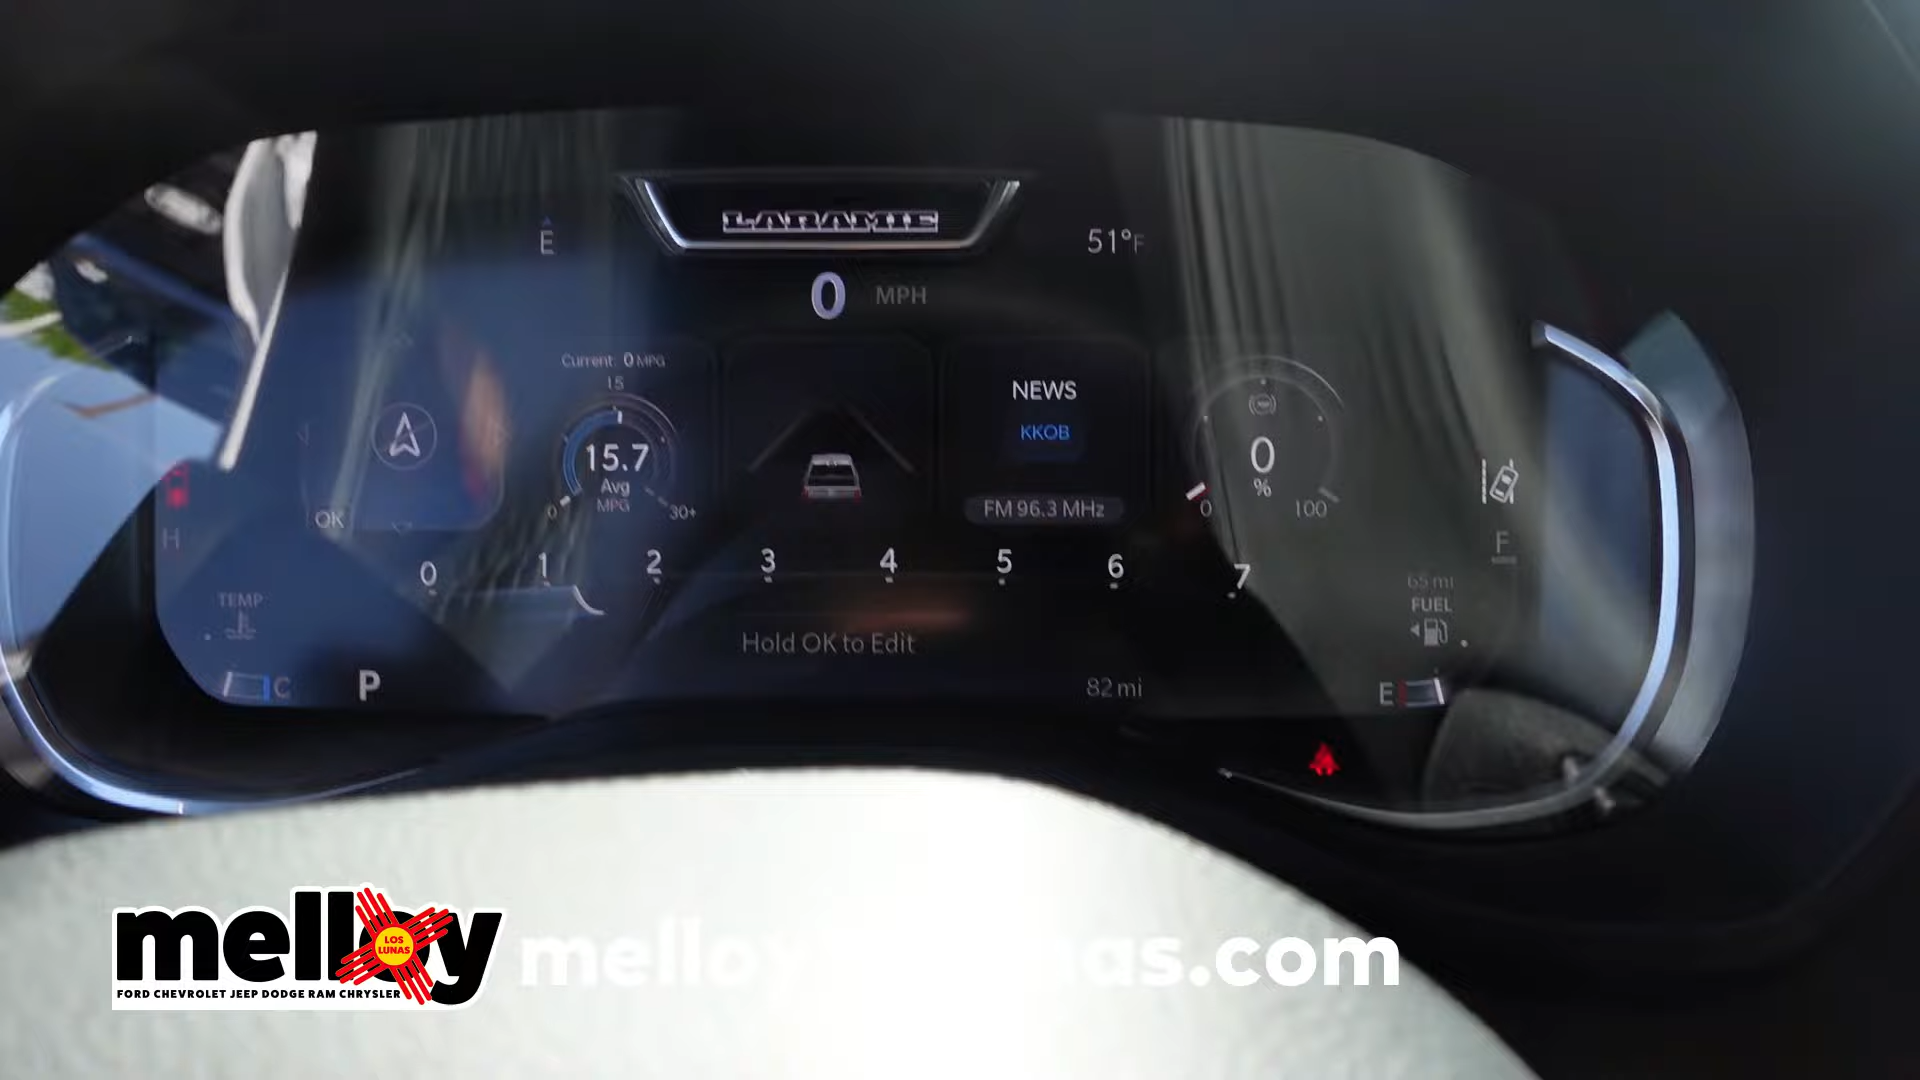 LARAMIE
E
51°F
0 MPH
Current: 0 MPG
15
15.7
Avg
MPG
0
30+
NEWS
KKOB
FM 96.3 MHz
0
%
0
100
OK
H
F
0 1 2 3 4 5 6 7
TEMP
65 mi
FUEL
Hold OK to Edit
C
P
82 mi
E
melloy
LOS
LUNAS
FORD CHEVROLET JEEP DODGE RAM CHRYSLER